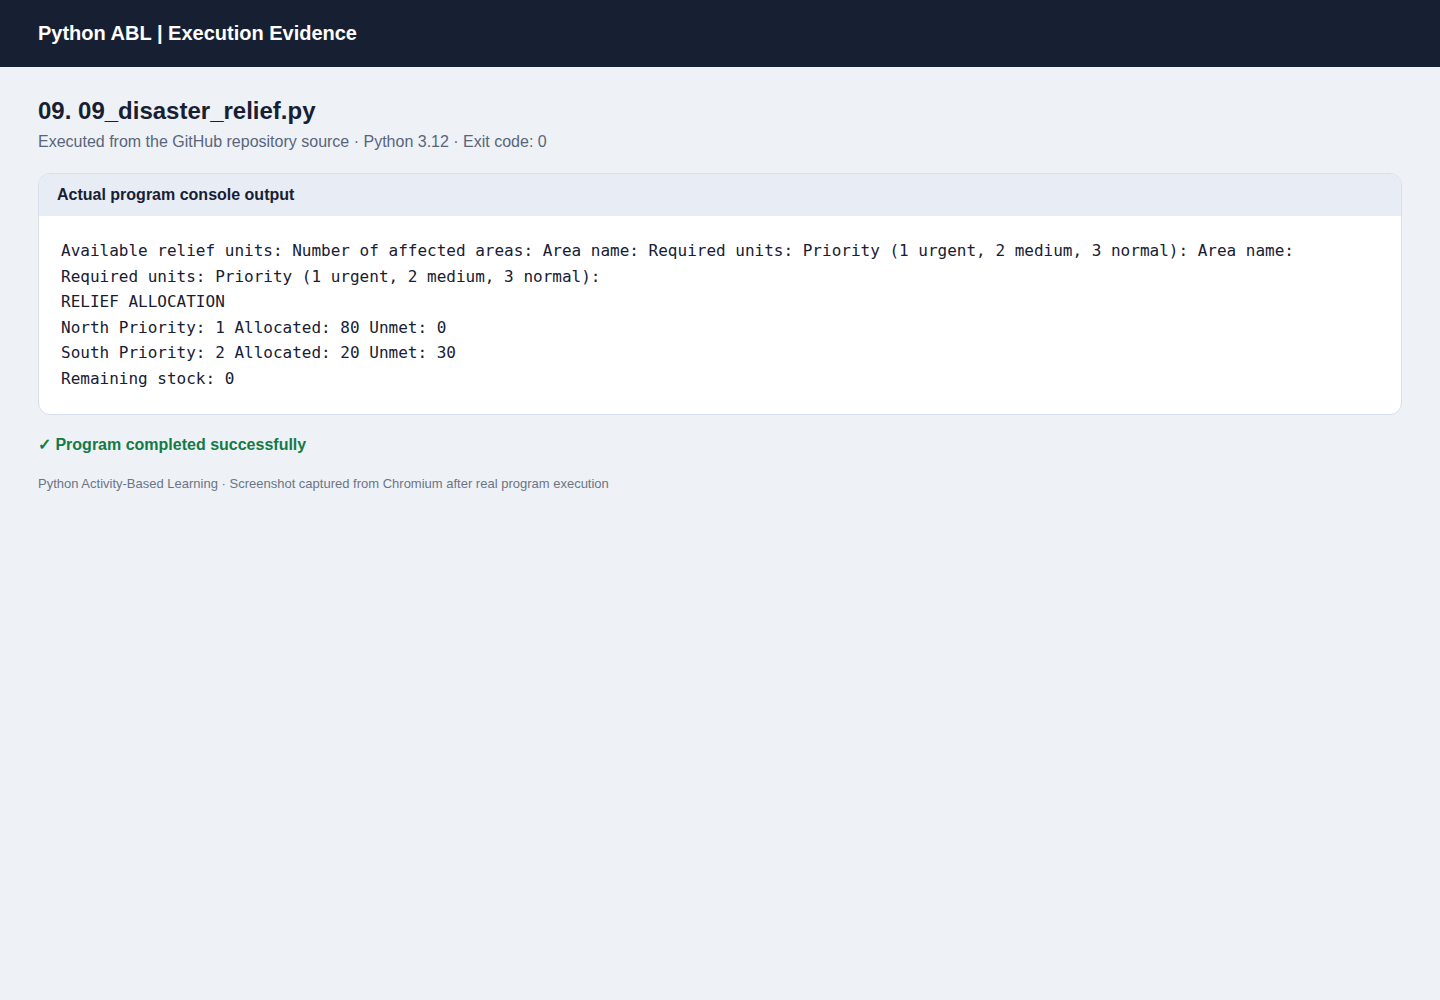 Python ABL | Execution Evidence
09. 09_disaster_relief.py
Executed from the GitHub repository source · Python 3.12 · Exit code: 0
Actual program console output
Available relief units: Number of affected areas: Area name: Required units: Priority (1 urgent, 2 medium, 3 normal): Area name:
Required units: Priority (1 urgent, 2 medium, 3 normal):
RELIEF ALLOCATION
North Priority: 1 Allocated: 80 Unmet: 0
South Priority: 2 Allocated: 20 Unmet: 30
Remaining stock: 0
✓ Program completed successfully
Python Activity-Based Learning · Screenshot captured from Chromium after real program execution